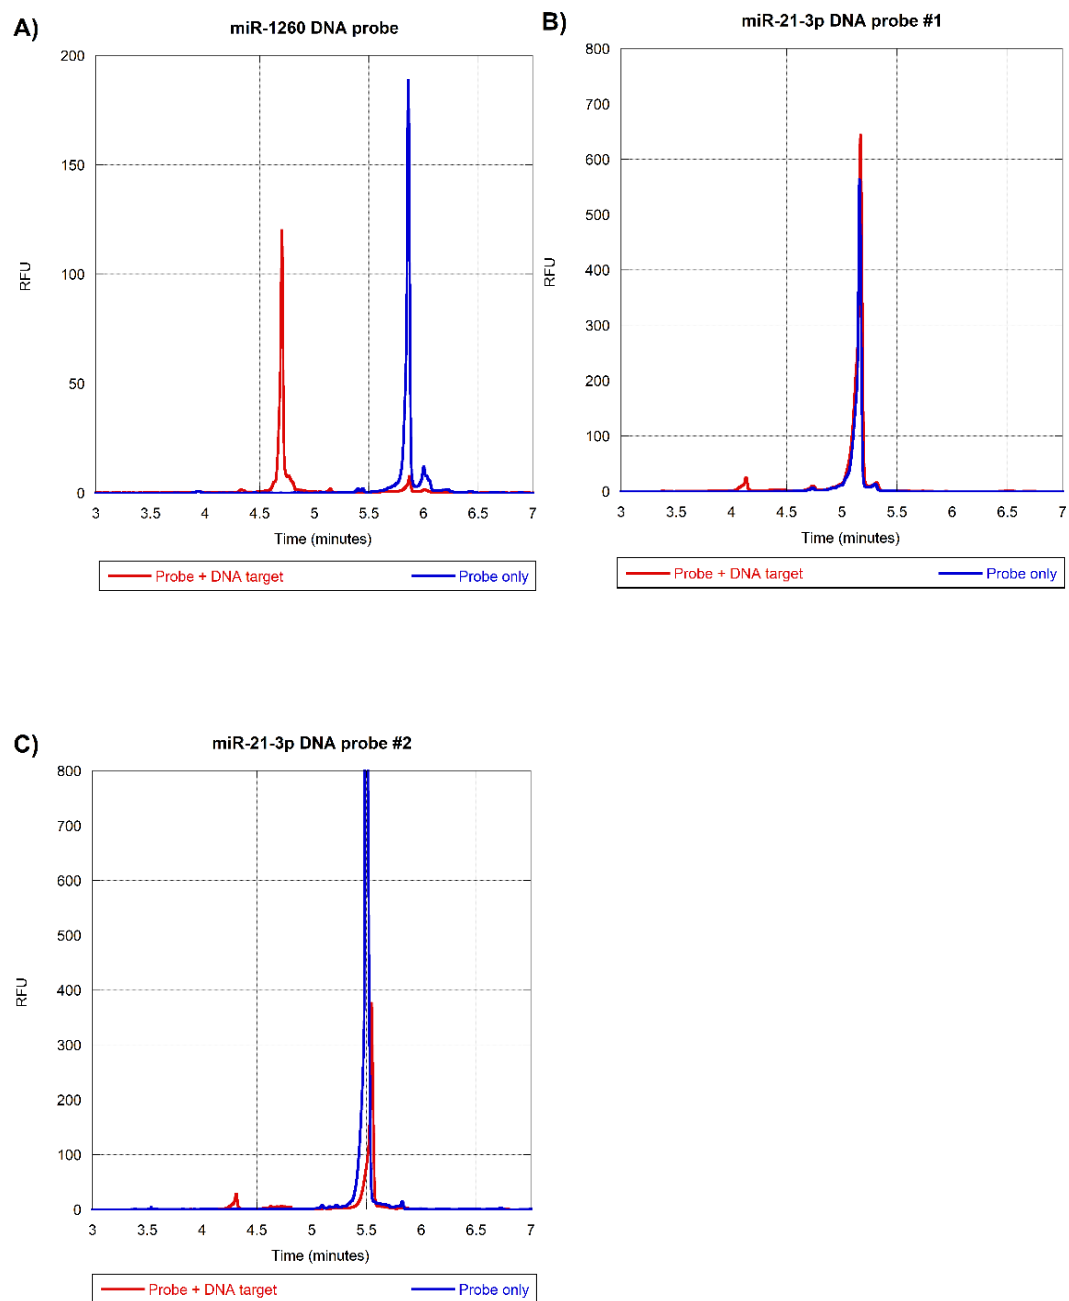 A)
miR-1260 DNA probe
200
150
100
50
0
RFU
3 3.5 4 4.5 5 5.5 6 6.5 7
Time (minutes)
Probe + DNA target Probe only
B)
miR-21-3p DNA probe #1
800
700
600
500
400
300
200
100
0
RFU
3 3.5 4 4.5 5 5.5 6 6.5 7
Time (minutes)
Probe + DNA target Probe only
C)
miR-21-3p DNA probe #2
800
700
600
500
400
300
200
100
0
RFU
3 3.5 4 4.5 5 5.5 6 6.5 7
Time (minutes)
Probe + DNA target Probe only